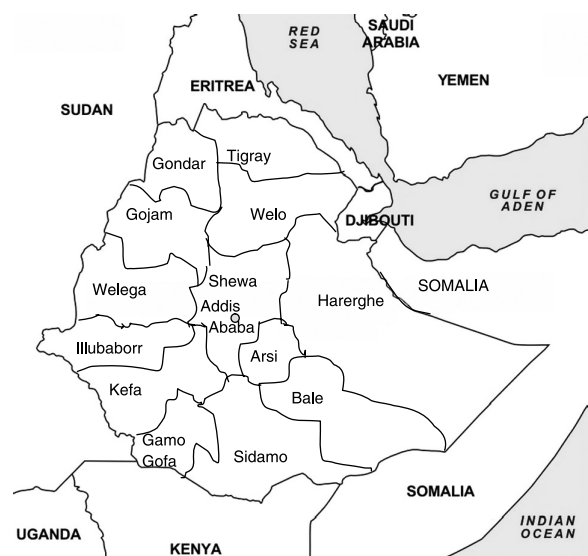 RED
SEA
SAUDI
ARABIA
YEMEN
ERITREA
SUDAN
Gondar
Tigray
GULF OF
ADEN
Gojam
Welo
DJIBOUTI
Welega
Shewa
Harerghe
SOMALIA
Addis
Ababa
Illubaborr
Arsi
Kefa
Bale
Gamo
Gofa
Sidamo
SOMALIA
UGANDA
KENYA
INDIAN
OCEAN